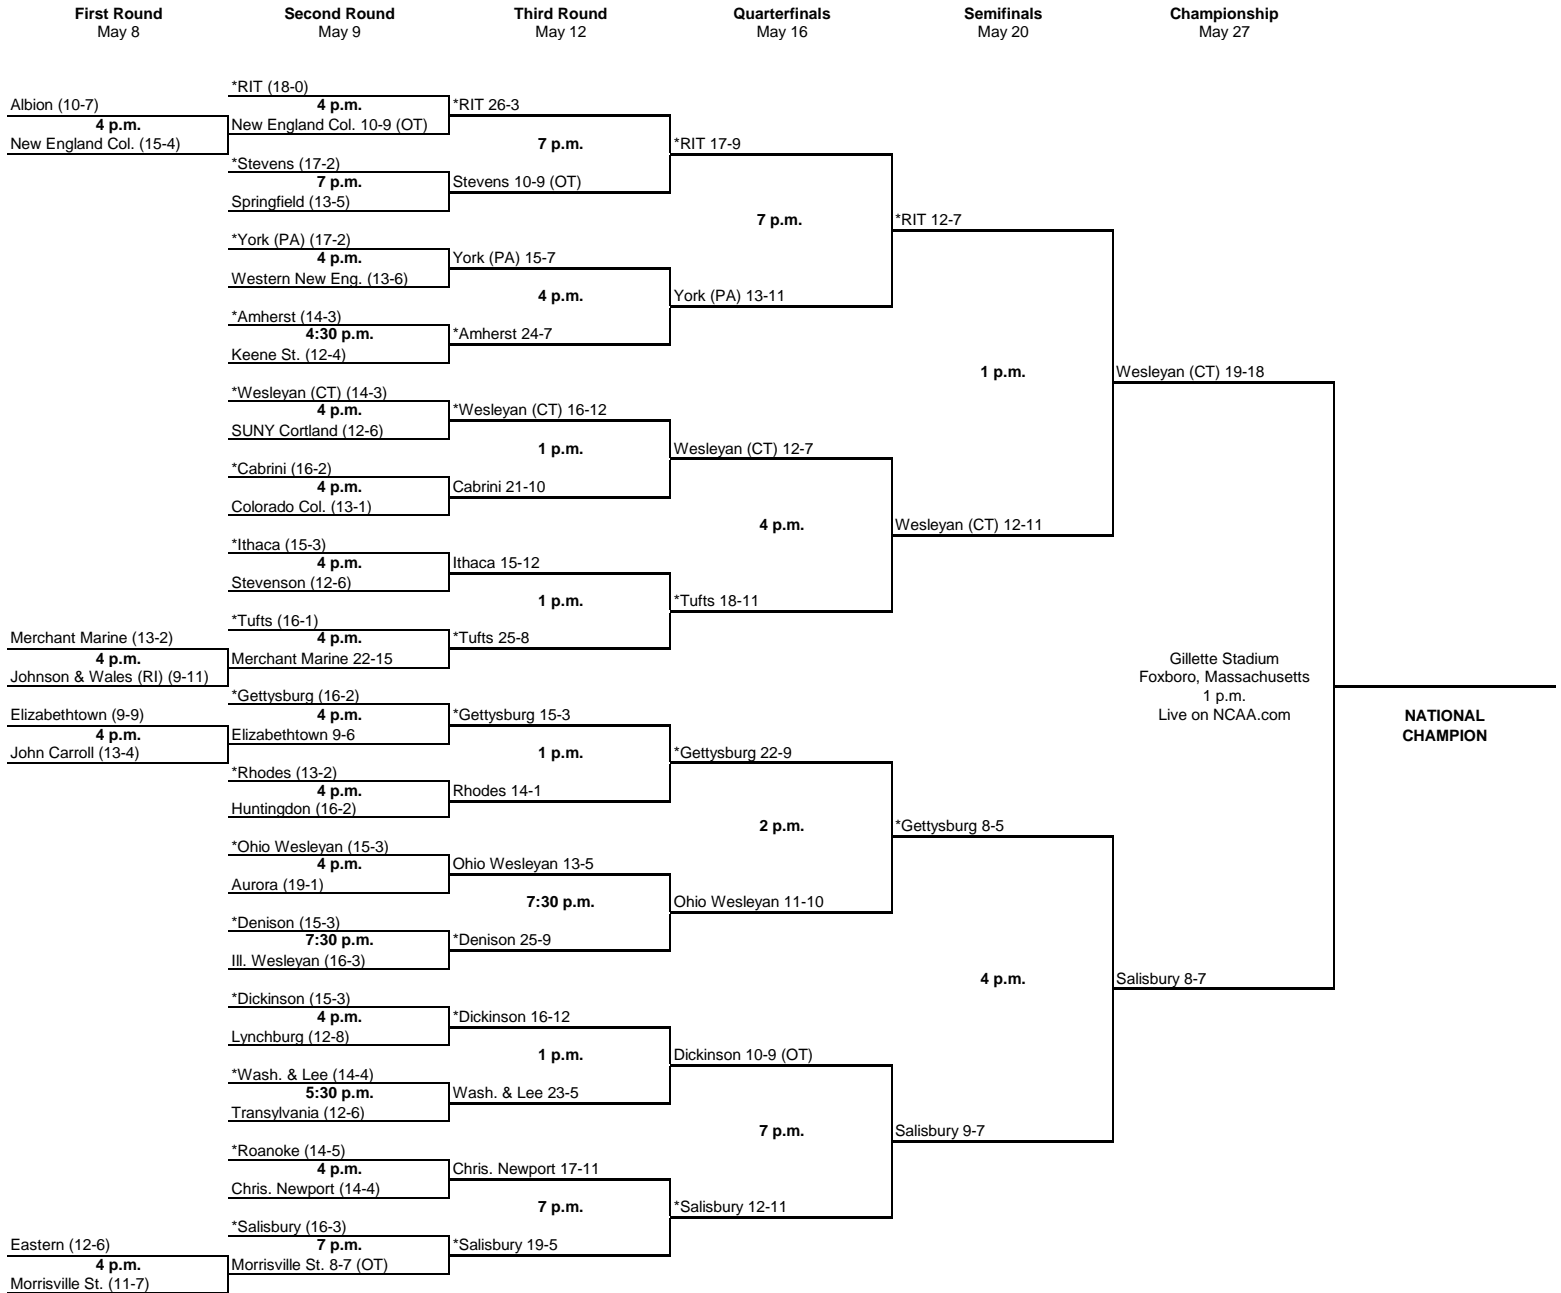 First Round
May 8
Second Round
May 9
Third Round
May 12
Quarterfinals
May 16
Semifinals
May 20
Championship
May 27
Albion (10-7)
4 p.m.
New England Col. (15-4)
Merchant Marine (13-2)
4 p.m.
Johnson & Wales (RI) (9-11)
Elizabethtown (9-9)
4 p.m.
John Carroll (13-4)
Eastern (12-6)
4 p.m.
Morrisville St. (11-7)
*RIT (18-0)
4 p.m.
New England Col. 10-9 (OT)
*Stevens (17-2)
7 p.m.
Springfield (13-5)
*York (PA) (17-2)
4 p.m.
Western New Eng. (13-6)
*Amherst (14-3)
4:30 p.m.
Keene St. (12-4)
*Wesleyan (CT) (14-3)
4 p.m.
SUNY Cortland (12-6)
*Cabrini (16-2)
4 p.m.
Colorado Col. (13-1)
*Ithaca (15-3)
4 p.m.
Stevenson (12-6)
*Tufts (16-1)
4 p.m.
Merchant Marine 22-15
*Gettysburg (16-2)
4 p.m.
Elizabethtown 9-6
*Rhodes (13-2)
4 p.m.
Huntingdon (16-2)
*Ohio Wesleyan (15-3)
4 p.m.
Aurora (19-1)
*Denison (15-3)
7:30 p.m.
Ill. Wesleyan (16-3)
*Dickinson (15-3)
4 p.m.
Lynchburg (12-8)
*Wash. & Lee (14-4)
5:30 p.m.
Transylvania (12-6)
*Roanoke (14-5)
4 p.m.
Chris. Newport (14-4)
*Salisbury (16-3)
7 p.m.
Morrisville St. 8-7 (OT)
*RIT 26-3
7 p.m.
Stevens 10-9 (OT)
York (PA) 15-7
4 p.m.
*Amherst 24-7
*Wesleyan (CT) 16-12
1 p.m.
Cabrini 21-10
Ithaca 15-12
1 p.m.
*Tufts 25-8
*Gettysburg 15-3
1 p.m.
Rhodes 14-1
Ohio Wesleyan 13-5
7:30 p.m.
*Denison 25-9
*Dickinson 16-12
1 p.m.
Wash. & Lee 23-5
Chris. Newport 17-11
7 p.m.
*Salisbury 19-5
*RIT 17-9
7 p.m.
York (PA) 13-11
Wesleyan (CT) 12-7
4 p.m.
*Tufts 18-11
*Gettysburg 22-9
2 p.m.
Ohio Wesleyan 11-10
Dickinson 10-9 (OT)
7 p.m.
*Salisbury 12-11
*RIT 12-7
1 p.m.
Wesleyan (CT) 12-11
*Gettysburg 8-5
4 p.m.
Salisbury 9-7
Wesleyan (CT) 19-18
Gillette Stadium
Foxboro, Massachusetts
1 p.m.
Live on NCAA.com
Salisbury 8-7
NATIONAL
CHAMPION